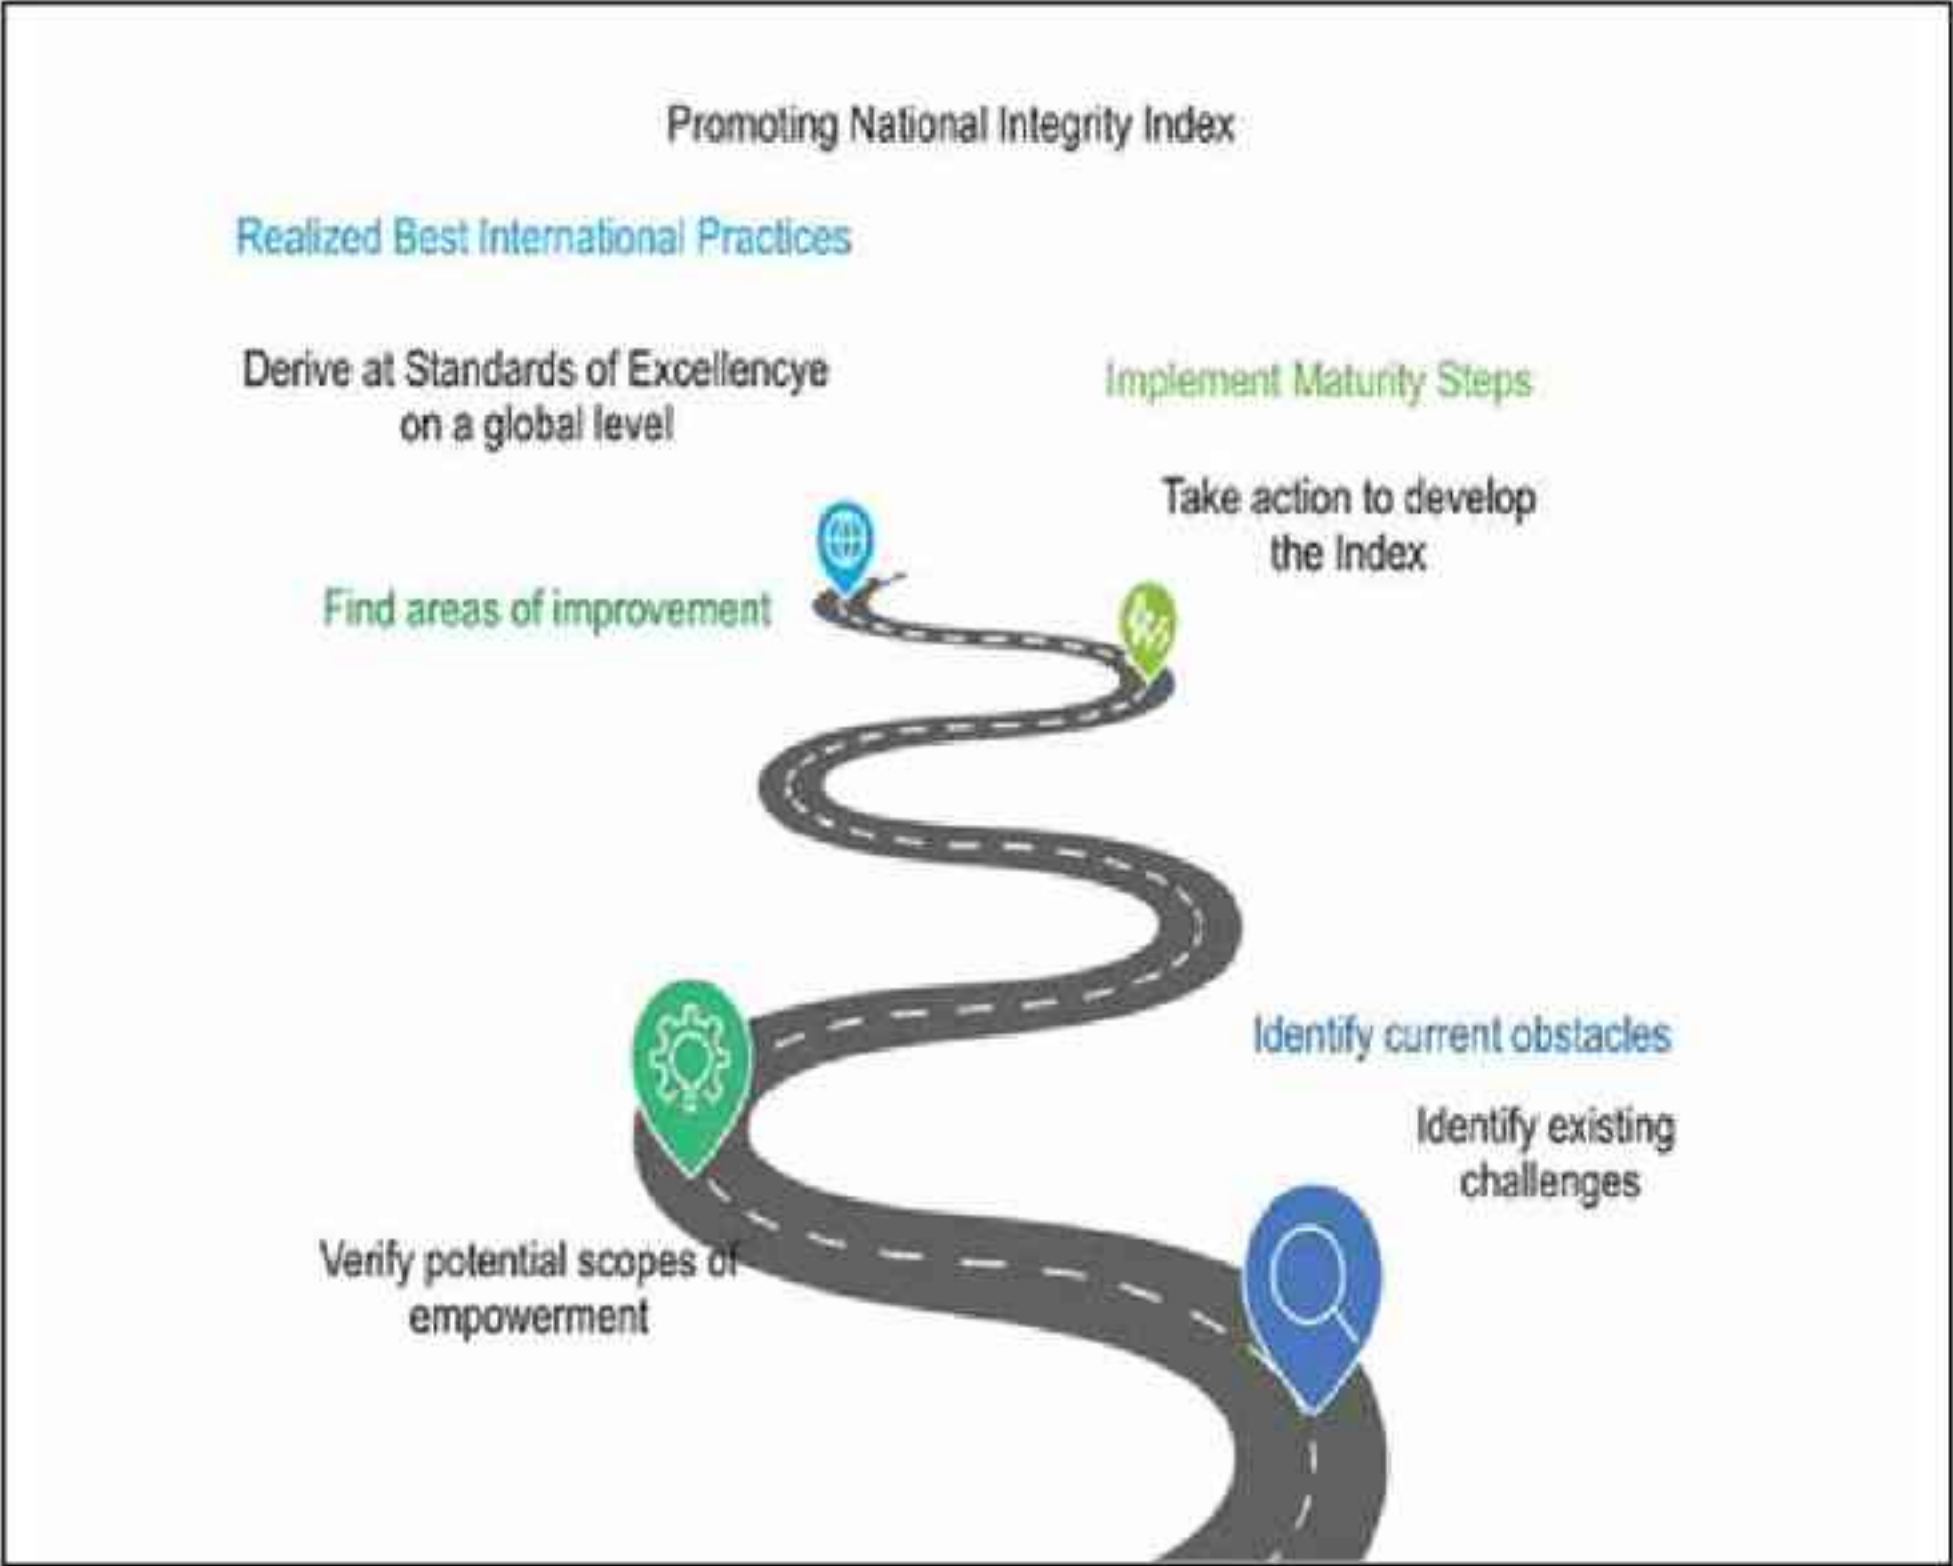 Promoting National Integrity Index
Realized Best International Practices
Derive at Standards of Excellencye
on a global level
Implement Maturity Steps
Take action to develop
the Index
Find areas of improvement
Identify current obstacles
Identify existing
challenges
Verify potential scopes of
empowerment